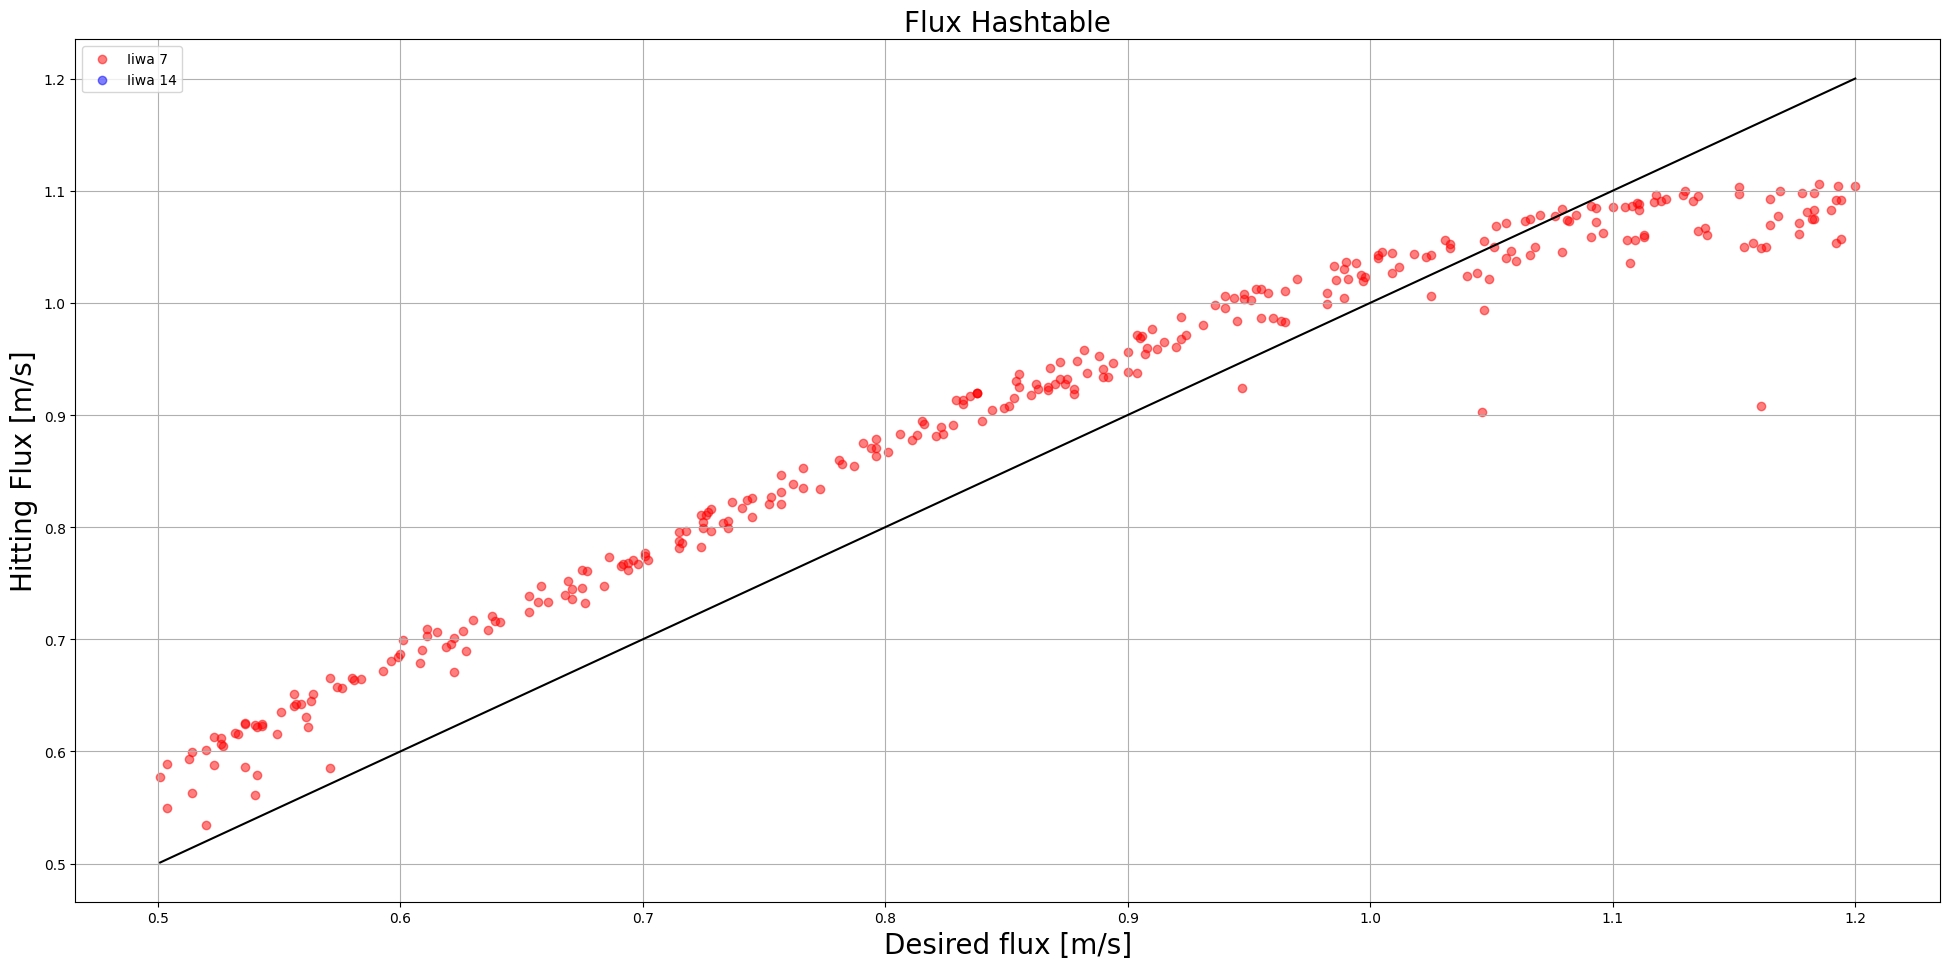 Flux Hashtable
Iiwa 7
Iiwa 14
Hitting Flux [m/s]
1.2
1.1
1.0
0.9
0.8
0.7
0.6
0.5
0.5 0.6 0.7 0.8 0.9 1.0 1.1 1.2
Desired flux [m/s]